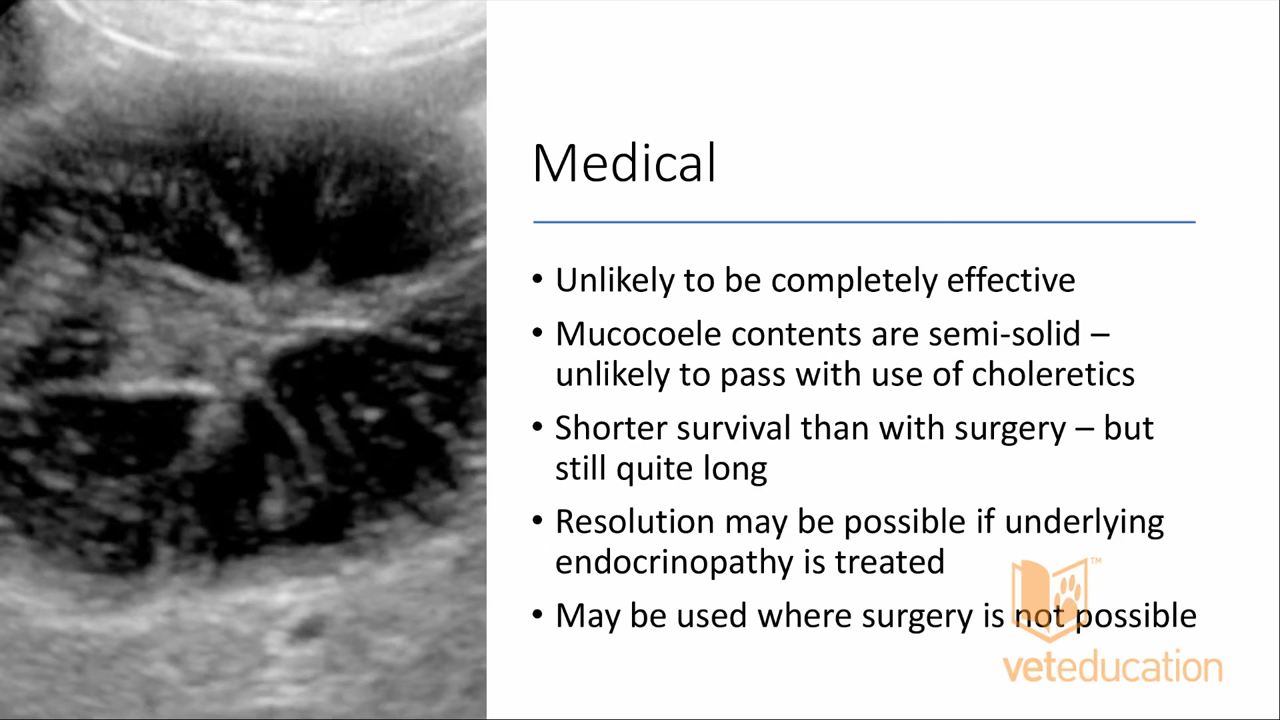 Medical
• Unlikely to be completely effective
• Mucocoele contents are semi-solid –
unlikely to pass with use of choleretics
• Shorter survival than with surgery – but
still quite long
• Resolution may be possible if underlying
endocrinopathy is treated
• May be used where surgery is not possible
™
veteducation